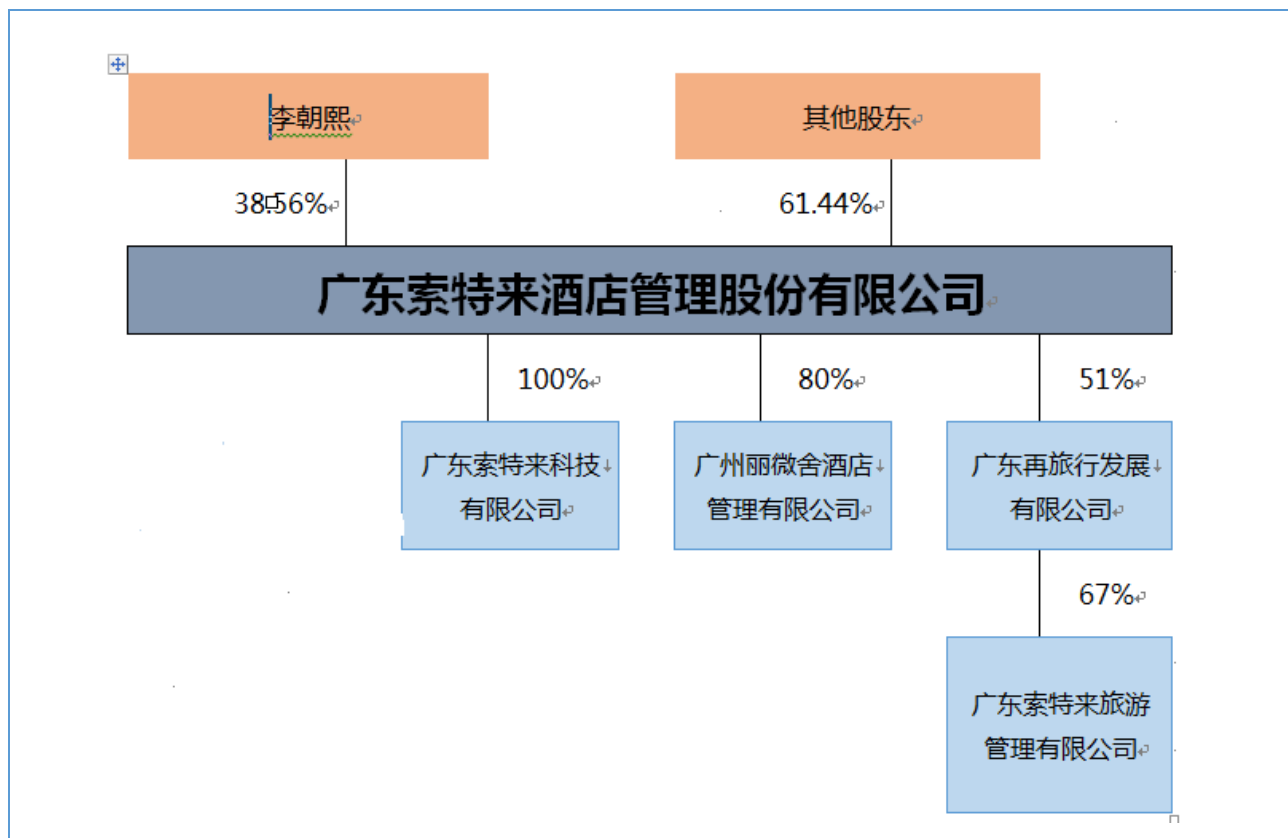 李朝熙
其他股东
38.56%
61.44%
广东索特来酒店管理股份有限公司
100%
80%
51%
广东索特来科技
有限公司
广州丽微舍酒店
管理有限公司
广东再旅行发展
有限公司
67%
广东索特来旅游
管理有限公司